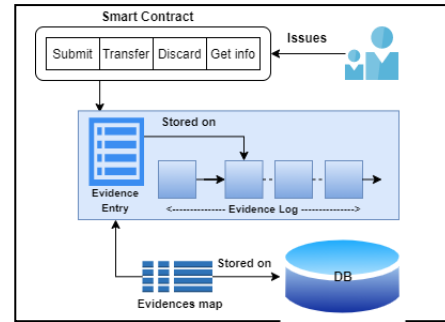 Smart Contract
Submit Transfer Discard Get info
Issues
Stored on
Evidence
Entry
<--------------- Evidence Log --------------->
Stored on
DB
Evidences map